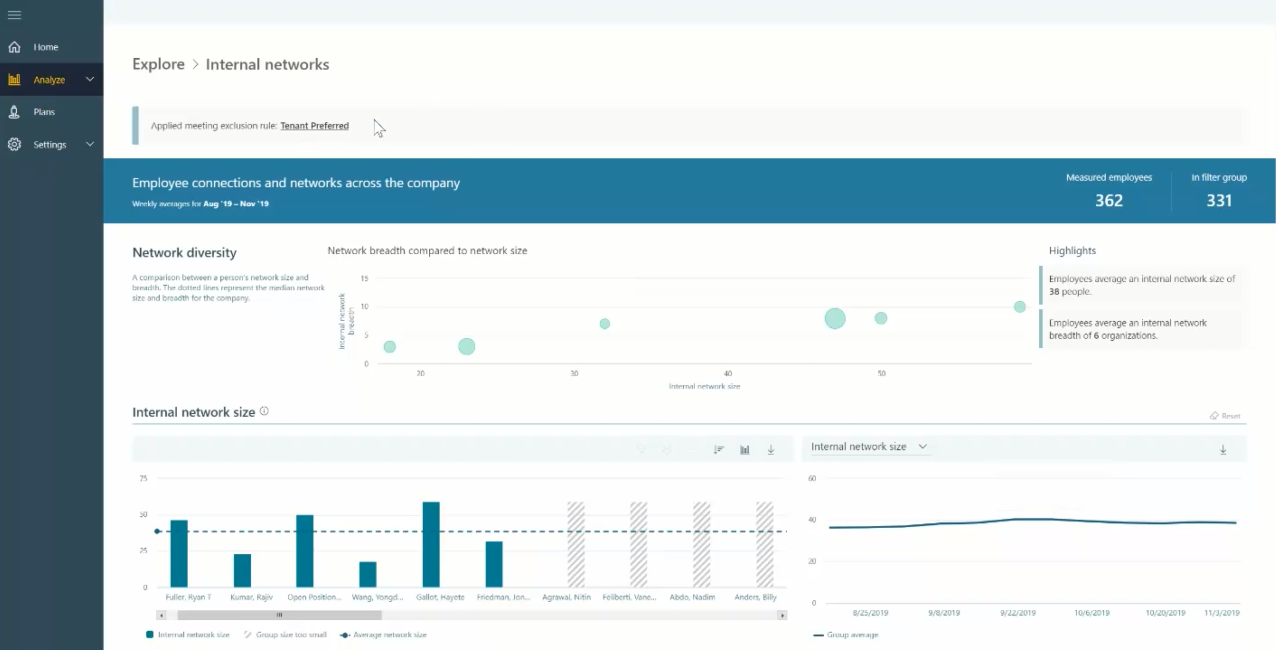 Home
Analyze
Plans
Settings
Explore > Internal networks
Applied meeting exclusion rule: Tenant Preferred
Employee connections and networks across the company
Weekly averages for Aug '19 – Nov '19
Measured employees
362
In filter group
331
Network diversity
A comparison between a person's network size and
breadth. The dotted lines represent the median network
size and breadth for the company.
Network breadth compared to network size
Internal network
breadth
15
10
5
0
20 30 40 50
Internal network size
Highlights
Employees average an internal network size of
38 people.
Employees average an internal network
breadth of 6 organizations.
Internal network size
Reset
75
50
25
0
Fuller, Ryan T Kumar, Rajiv Open Position... Wang, Yongd... Gallot, Hayete Friedman, Jon... Agrawal, Nitin Feliberti, Vane... Abdo, Nadim Anders, Billy
Internal network size Group size too small Average network size
Internal network size
60
40
20
0
8/25/2019 9/8/2019 9/22/2019 10/6/2019 10/20/2019 11/3/2019
Group average